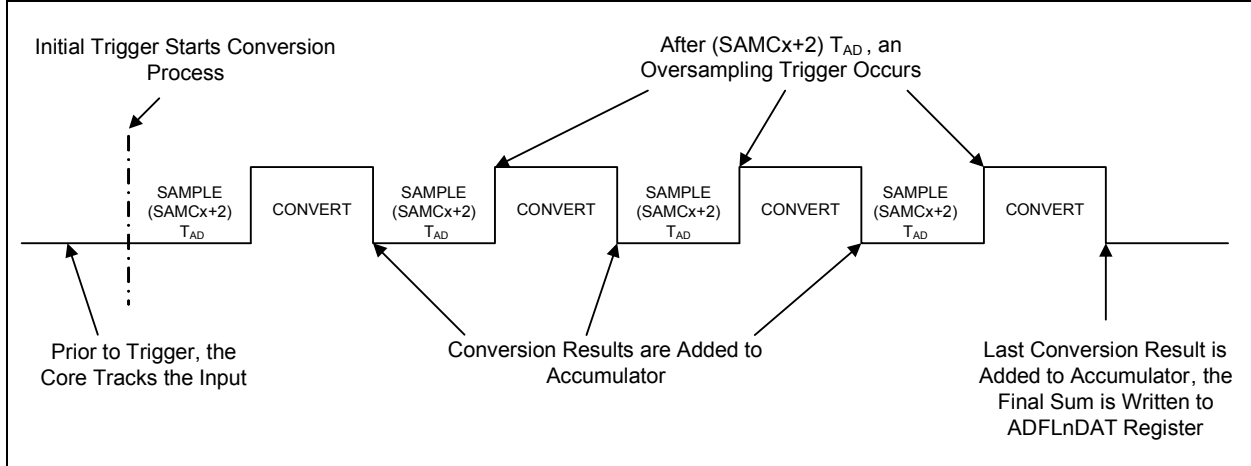 Initial Trigger Starts Conversion
Process
After (SAMCx+2) TAD, an
Oversampling Trigger Occurs
SAMPLE
(SAMCx+2)
TAD
CONVERT
SAMPLE
(SAMCx+2)
TAD
CONVERT
SAMPLE
(SAMCx+2)
TAD
CONVERT
SAMPLE
(SAMCx+2)
TAD
CONVERT
Prior to Trigger, the
Core Tracks the Input
Conversion Results are Added to
Accumulator
Last Conversion Result is
Added to Accumulator, the
Final Sum is Written to
ADFLnDAT Register